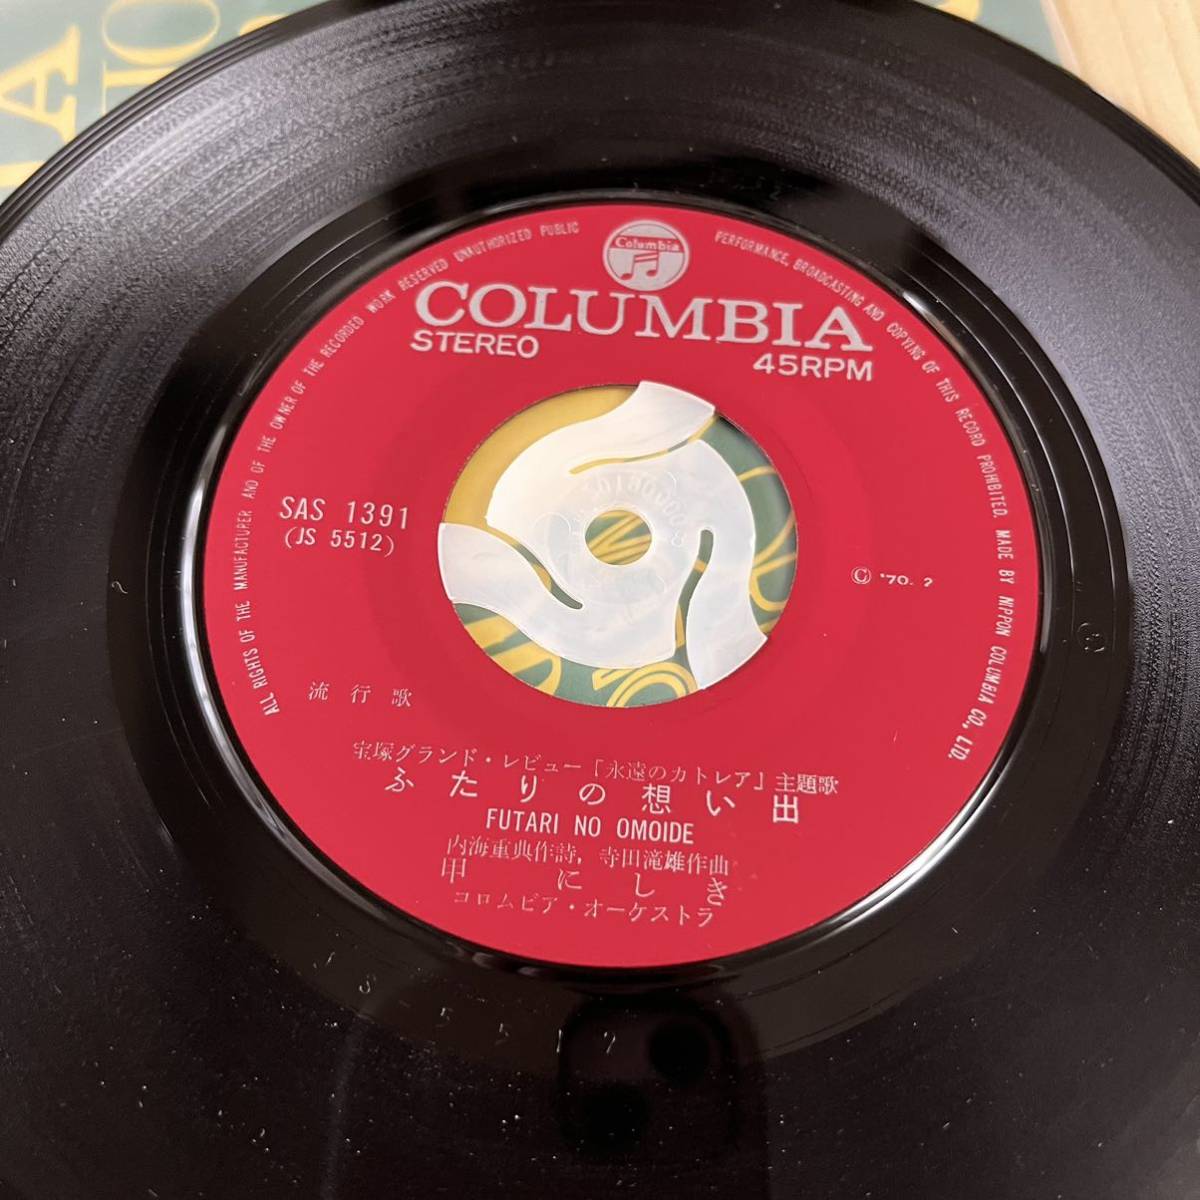 Columbia
COLUMBIA
STEREO
45RPM
SAS 1391
(JS 5512)
© '70. 2
流行歌
宝塚グランド・レビュー「永遠のカトレア」主題歌
ふたりの想い出
FUTARI NO OMOIDE
内海重典作詩, 寺田滝雄作曲
甲にしき
コロムビア・オーケストラ
ALL RIGHTS OF THE MANUFACTURER AND OF THE OWNER OF THE RECORDED WORK RESERVED UNAUTHORIZED PUBLIC PERFORMANCE, BROADCASTING AND COPYING OF THIS RECORD PROHIBITED. MADE BY NIPPON COLUMBIA CO., LTD.